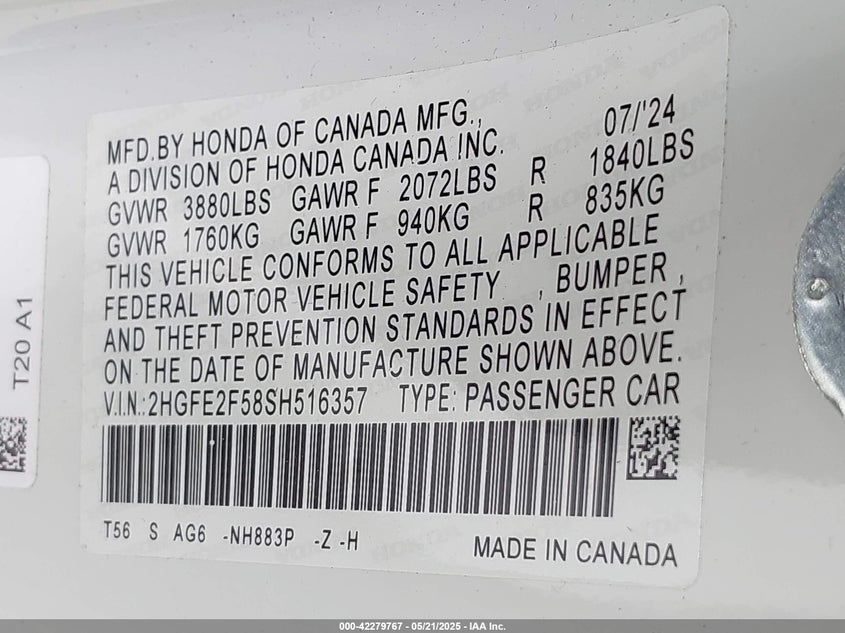 MFD.BY HONDA OF CANADA MFG., 07/'24
A DIVISION OF HONDA CANADA INC.
GVWR 3880LBS GAWR F 2072LBS R 1840LBS
GVWR 1760KG GAWR F 940KG R 835KG
THIS VEHICLE CONFORMS TO ALL APPLICABLE
FEDERAL MOTOR VEHICLE SAFETY , BUMPER ,
AND THEFT PREVENTION STANDARDS IN EFFECT
ON THE DATE OF MANUFACTURE SHOWN ABOVE.
V.I.N.:2HGFE2F58SH516357 TYPE: PASSENGER CAR
T56 S AG6 -NH883P -Z -H
MADE IN CANADA
T20 A1
000-42279767 - 05/21/2025 - IAA Inc.